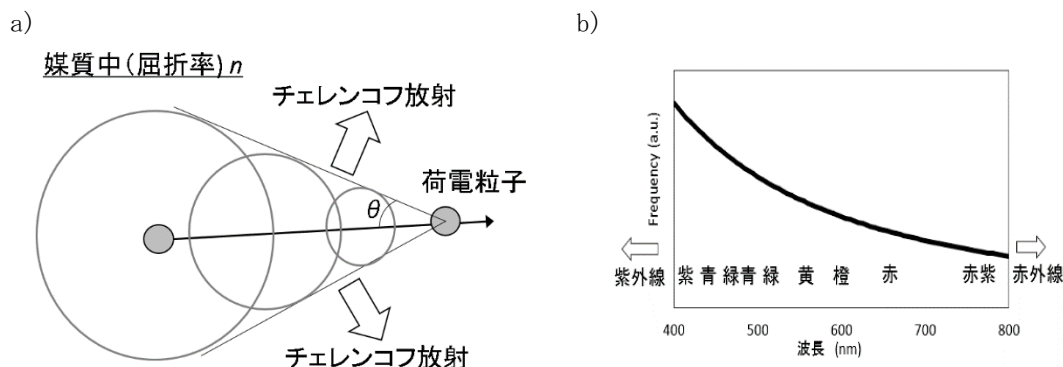 a)
媒質中(屈折率) n
チェレンコフ放射
荷電粒子
θ
チェレンコフ放射
b)
Frequency (a.u.)
紫外線
紫 青 緑青 緑 黄 橙 赤 赤紫
赤外線
400 500 600 700 800
波長 (nm)